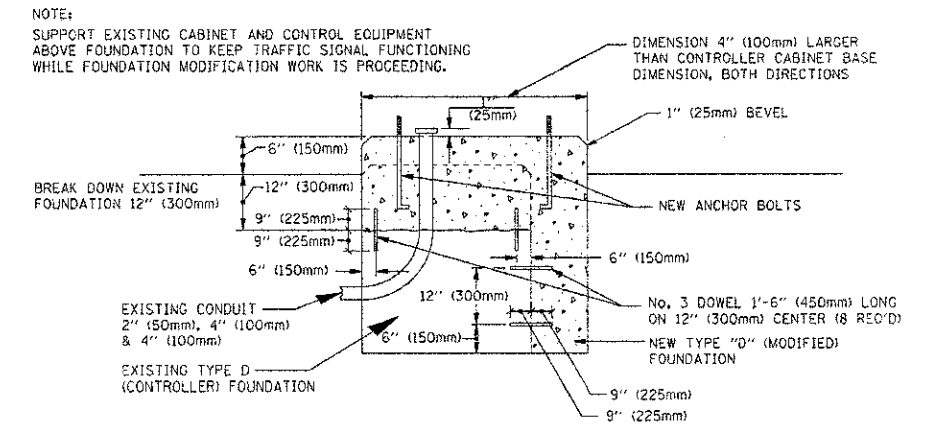 NOTE:
SUPPORT EXISTING CABINET AND CONTROL EQUIPMENT
ABOVE FOUNDATION TO KEEP TRAFFIC SIGNAL FUNCTIONING
WHILE FOUNDATION MODIFICATION WORK IS PROCEEDING.
DIMENSION 4" (100mm) LARGER
THAN CONTROLLER CABINET BASE
DIMENSION, BOTH DIRECTIONS
(25mm)
1" (25mm) BEVEL
6" (150mm)
BREAK DOWN EXISTING
FOUNDATION 12" (300mm)
12" (300mm)
9" (225mm)
9" (225mm)
NEW ANCHOR BOLTS
6" (150mm)
6" (150mm)
EXISTING CONDUIT
2" (50mm), 4" (100mm)
& 4" (100mm)
12" (300mm)
No. 3 DOWEL 1'-6" (450mm) LONG
ON 12" (300mm) CENTER (8 REQ'D)
6" (150mm)
NEW TYPE "D" (MODIFIED)
FOUNDATION
EXISTING TYPE D
(CONTROLLER) FOUNDATION
9" (225mm)
9" (225mm)